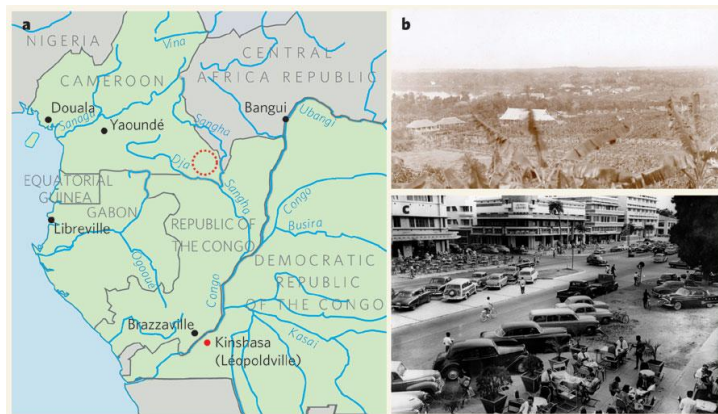 a
NIGERIA
Vina
CENTRAL
AFRICA REPUBLIC
CAMEROON
Douala
Sanaga
Yaoundé
Sangha
Bangui
Ubangi
Dja
Sangha
EQUATORIAL
GUINEA
GABON
Libreville
Ogooué
REPUBLIC OF
THE CONGO
Congo
Busira
DEMOCRATIC
REPUBLIC
OF THE CONGO
Congo
Kasai
Brazzaville
Kinshasa
(Léopoldville)
b
c